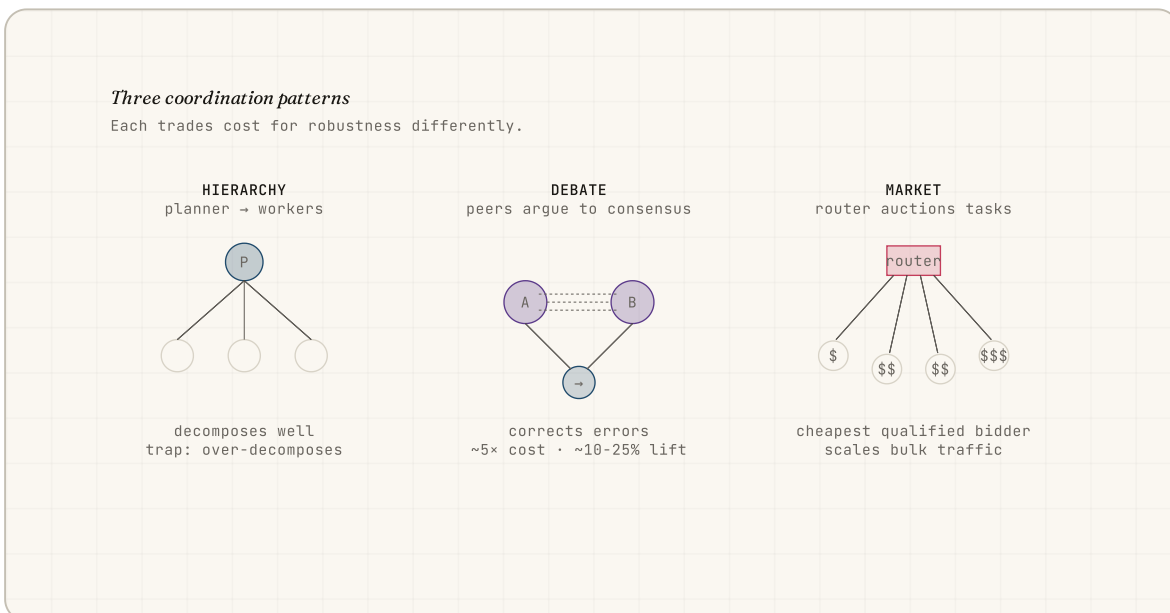 Three coordination patterns
Each trades cost for robustness differently.
HIERARCHY
planner → workers
P
decomposes well
trap: over-decomposes
DEBATE
peers argue to consensus
A
B
→
corrects errors
~5× cost · ~10-25% lift
MARKET
router auctions tasks
router
$
$$
$$
$$$
cheapest qualified bidder
scales bulk traffic